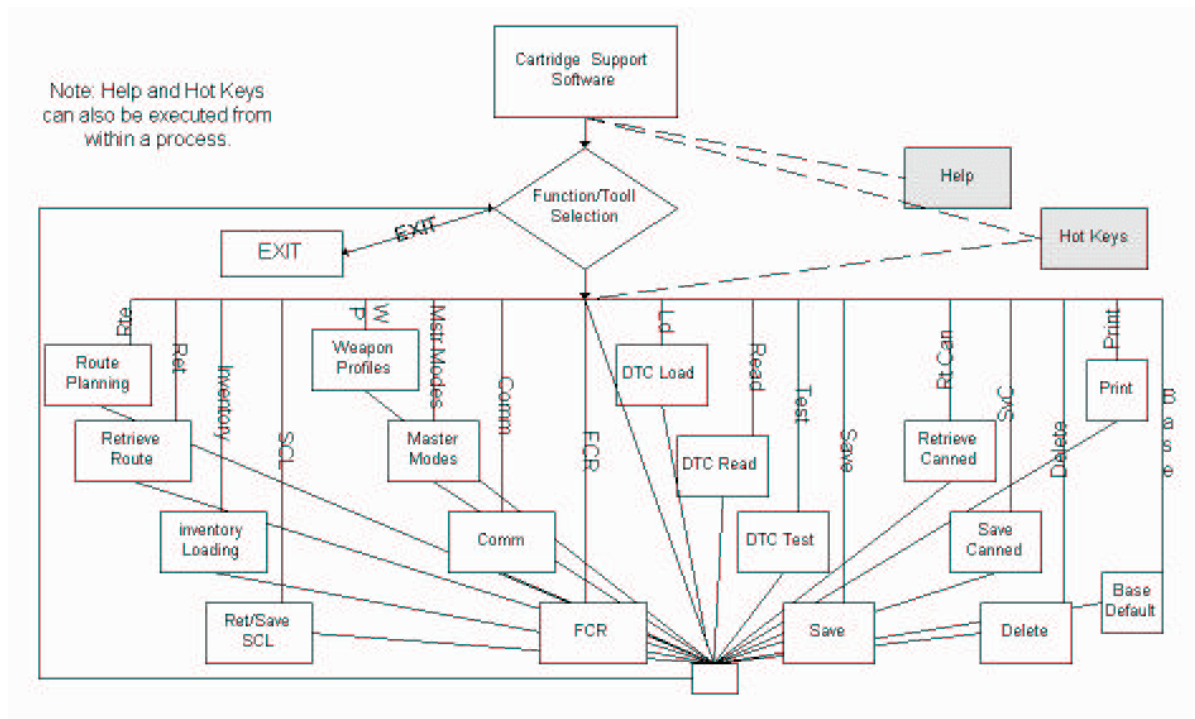 Cartridge Support
Software
Note: Help and Hot Keys
can also be executed from
within a process.
Help
Function/Tooll
Selection
EXIT
Hot Keys
EXIT
Rte
Ret
Inventory
SCL
W
P
Mstr Modes
Comm
FCR
Ld
Read
Test
Save
Rt.Can
SvC
Delete
Print
B
a
s
e
Route
Planning
Weapon
Profiles
DTC Load
Print
Retrieve
Route
Master
Modes
DTC Read
Retrieve
Canned
inventory
Loading
Comm
DTC Test
Save
Canned
Ret/Save
SCL
FCR
Save
Delete
Base
Default